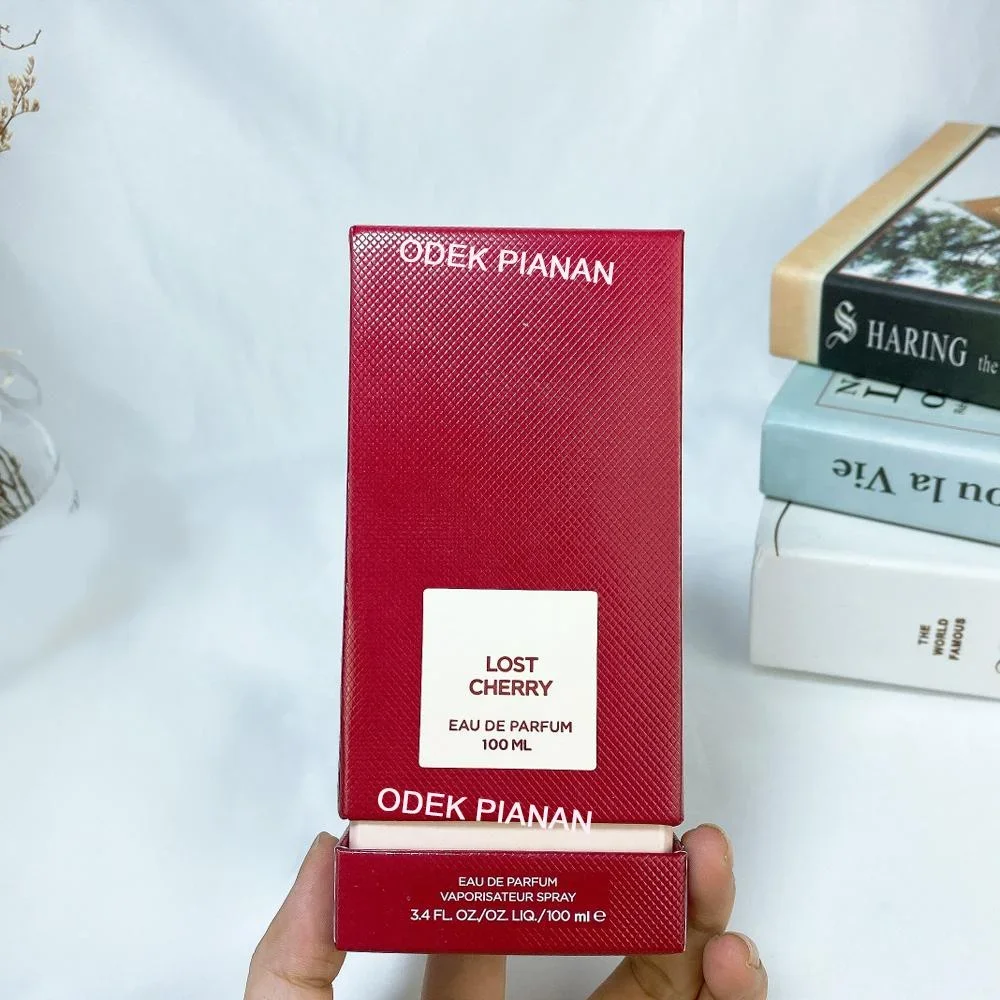 ODEK PIANAN
LOST
CHERRY
EAU DE PARFUM
100 ML
ODEK PIANAN
EAU DE PARFUM
VAPORISATEUR SPRAY
3.4 FL. OZ./OZ. LIQ./100 ml ℮
S HARING the
ou la Vie
THE
WORLD
FAMOUS